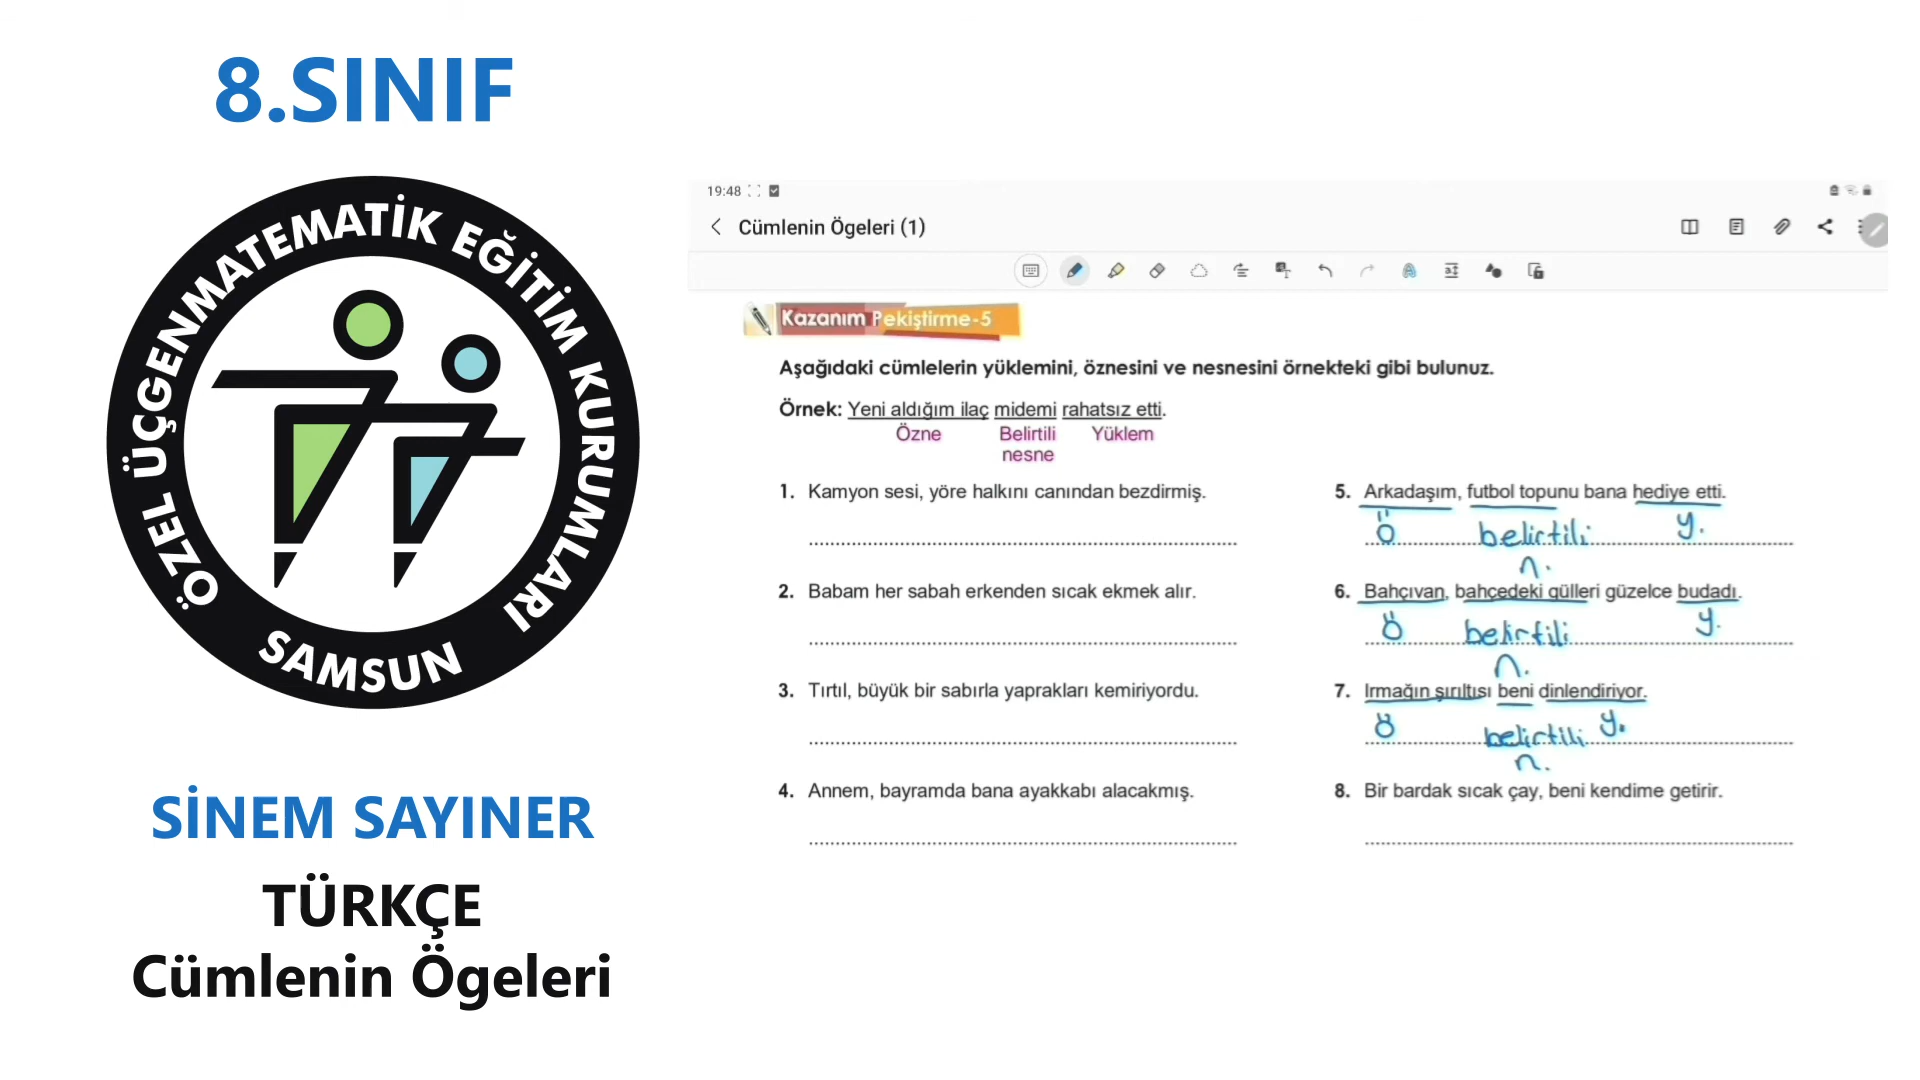 8.SINIF
ÖZEL ÜÇGENMATEMATİK EĞİTİM KURUMLARI
SAMSUN
SİNEM SAYINER
TÜRKÇE
Cümlenin Ögeleri
19:48
Cümlenin Ögeleri (1)
Kazanım Pekiştirme-5
Aşağıdaki cümlelerin yüklemini, öznesini ve nesnesini örnekteki gibi bulunuz.
Örnek: Yeni aldığım ilaç midemi rahatsız etti.
Özne Belirtili Yüklem
nesne
1. Kamyon sesi, yöre halkını canından bezdirmiş.
2. Babam her sabah erkenden sıcak ekmek alır.
3. Tırtıl, büyük bir sabırla yaprakları kemiriyordu.
4. Annem, bayramda bana ayakkabı alacakmış.
5. Arkadaşım, futbol topunu bana hediye etti.
ö belirtili y.
n.
6. Bahçıvan, bahçedeki gülleri güzelce budadı.
ö belirtili y.
n.
7. Irmağın şırıltısı beni dinlendiriyor.
ö belirtili y.
n.
8. Bir bardak sıcak çay, beni kendime getirir.